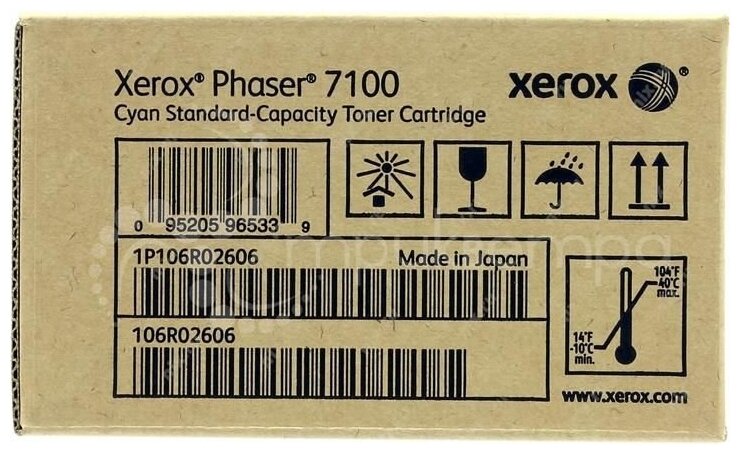 Xerox® Phaser® 7100
Cyan Standard-Capacity Toner Cartridge
xerox®
0 95205 96533 9
1P106R02606
Made in Japan
106R02606
104°F
40°C
max.
14°F
-10°C
min.
www.xerox.com